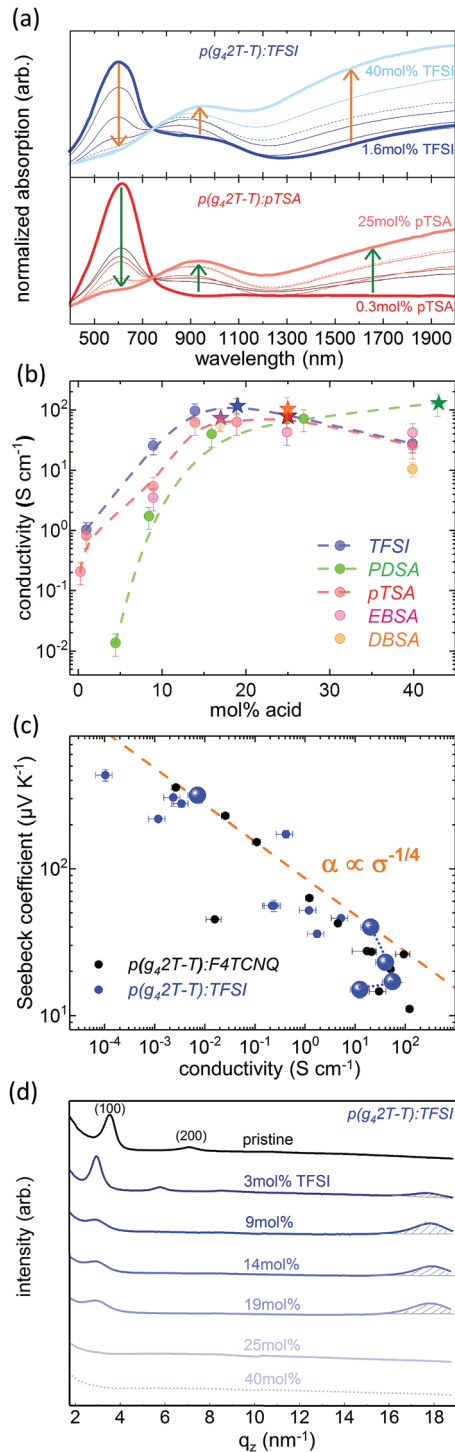 (a)
p(g₄2T-T):TFSI
40mol% TFSI
1.6mol% TFSI
p(g₄2T-T):pTSA
25mol% pTSA
0.3mol% pTSA
normalized absorption (arb.)
500 700 900 1100 1300 1500 1700 1900
wavelength (nm)
(b)
10²
10¹
10⁰
10⁻¹
10⁻²
conductivity (S cm⁻¹)
TFSI
PDSA
pTSA
EBSA
DBSA
0 10 20 30 40
mol% acid
(c)
Seebeck coefficient (µV K⁻¹)
10²
10¹
α ∝ σ⁻¹/⁴
p(g₄2T-T):F4TCNQ
p(g₄2T-T):TFSI
10⁻⁴ 10⁻³ 10⁻² 10⁻¹ 10⁰ 10¹ 10²
conductivity (S cm⁻¹)
(d)
(100)
(200)
p(g₄2T-T):TFSI
pristine
3mol% TFSI
9mol%
14mol%
19mol%
25mol%
40mol%
intensity (arb.)
2 4 6 8 10 12 14 16 18
q_z (nm⁻¹)